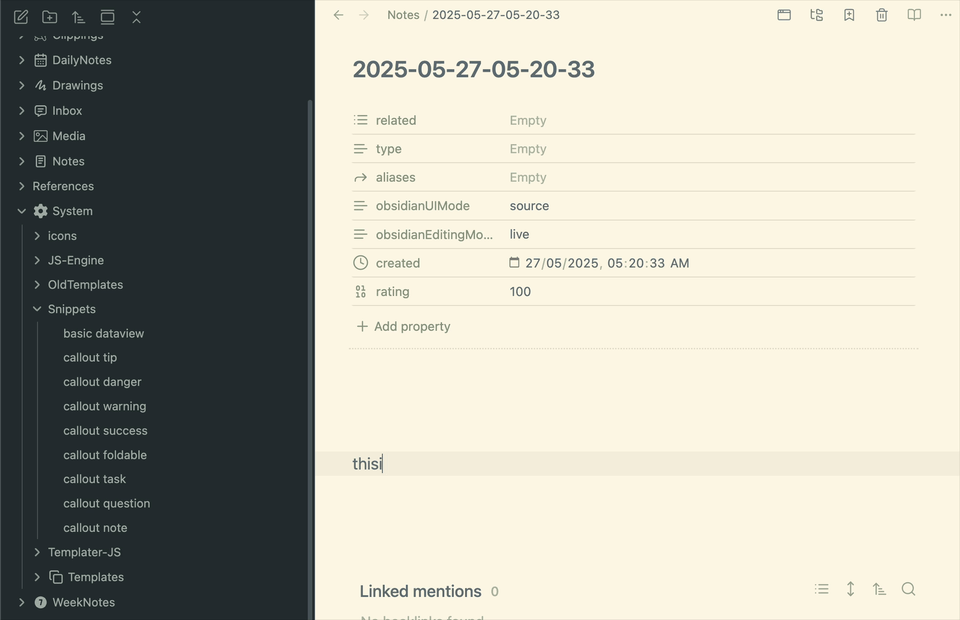 Clippings
DailyNotes
Drawings
Inbox
Media
Notes
References
System
icons
JS-Engine
OldTemplates
Snippets
basic dataview
callout tip
callout danger
callout warning
callout success
callout foldable
callout task
callout question
callout note
Templater-JS
Templates
WeekNotes
Notes / 2025-05-27-05-20-33
2025-05-27-05-20-33
related Empty
type Empty
aliases Empty
obsidianUIMode source
obsidianEditingMo... live
created 27/05/2025, 05:20:33 AM
rating 100
Add property
thisi
Linked mentions 0
No backlinks found